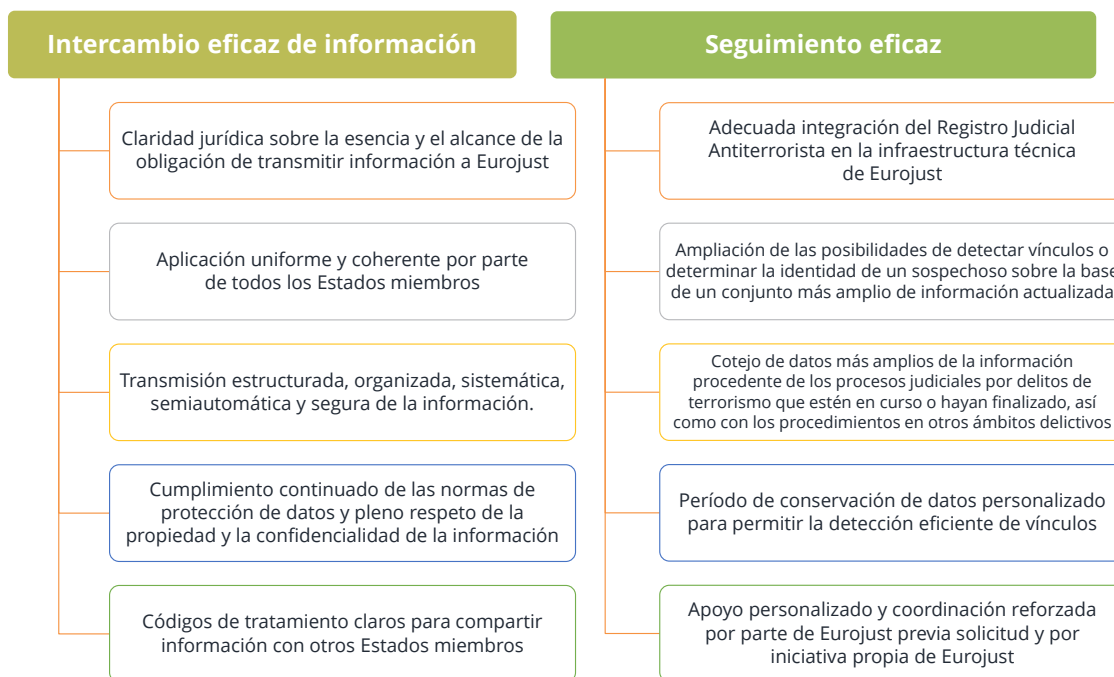 Intercambio eficaz de información
Claridad jurídica sobre la esencia y el alcance de la
obligación de transmitir información a Eurojust
Aplicación uniforme y coherente por parte
de todos los Estados miembros
Transmisión estructurada, organizada, sistemática,
semiautomática y segura de la información.
Cumplimiento continuado de las normas de
protección de datos y pleno respeto de la
propiedad y la confidencialidad de la información
Códigos de tratamiento claros para compartir
información con otros Estados miembros
Seguimiento eficaz
Adecuada integración del Registro Judicial
Antiterrorista en la infraestructura técnica
de Eurojust
Ampliación de las posibilidades de detectar vínculos o
determinar la identidad de un sospechoso sobre la base
de un conjunto más amplio de información actualizada
Cotejo de datos más amplios de la información
procedente de los procesos judiciales por delitos de
terrorismo que estén en curso o hayan finalizado, así
como con los procedimientos en otros ámbitos delictivos
Período de conservación de datos personalizado
para permitir la detección eficiente de vínculos
Apoyo personalizado y coordinación reforzada
por parte de Eurojust previa solicitud y por
iniciativa propia de Eurojust